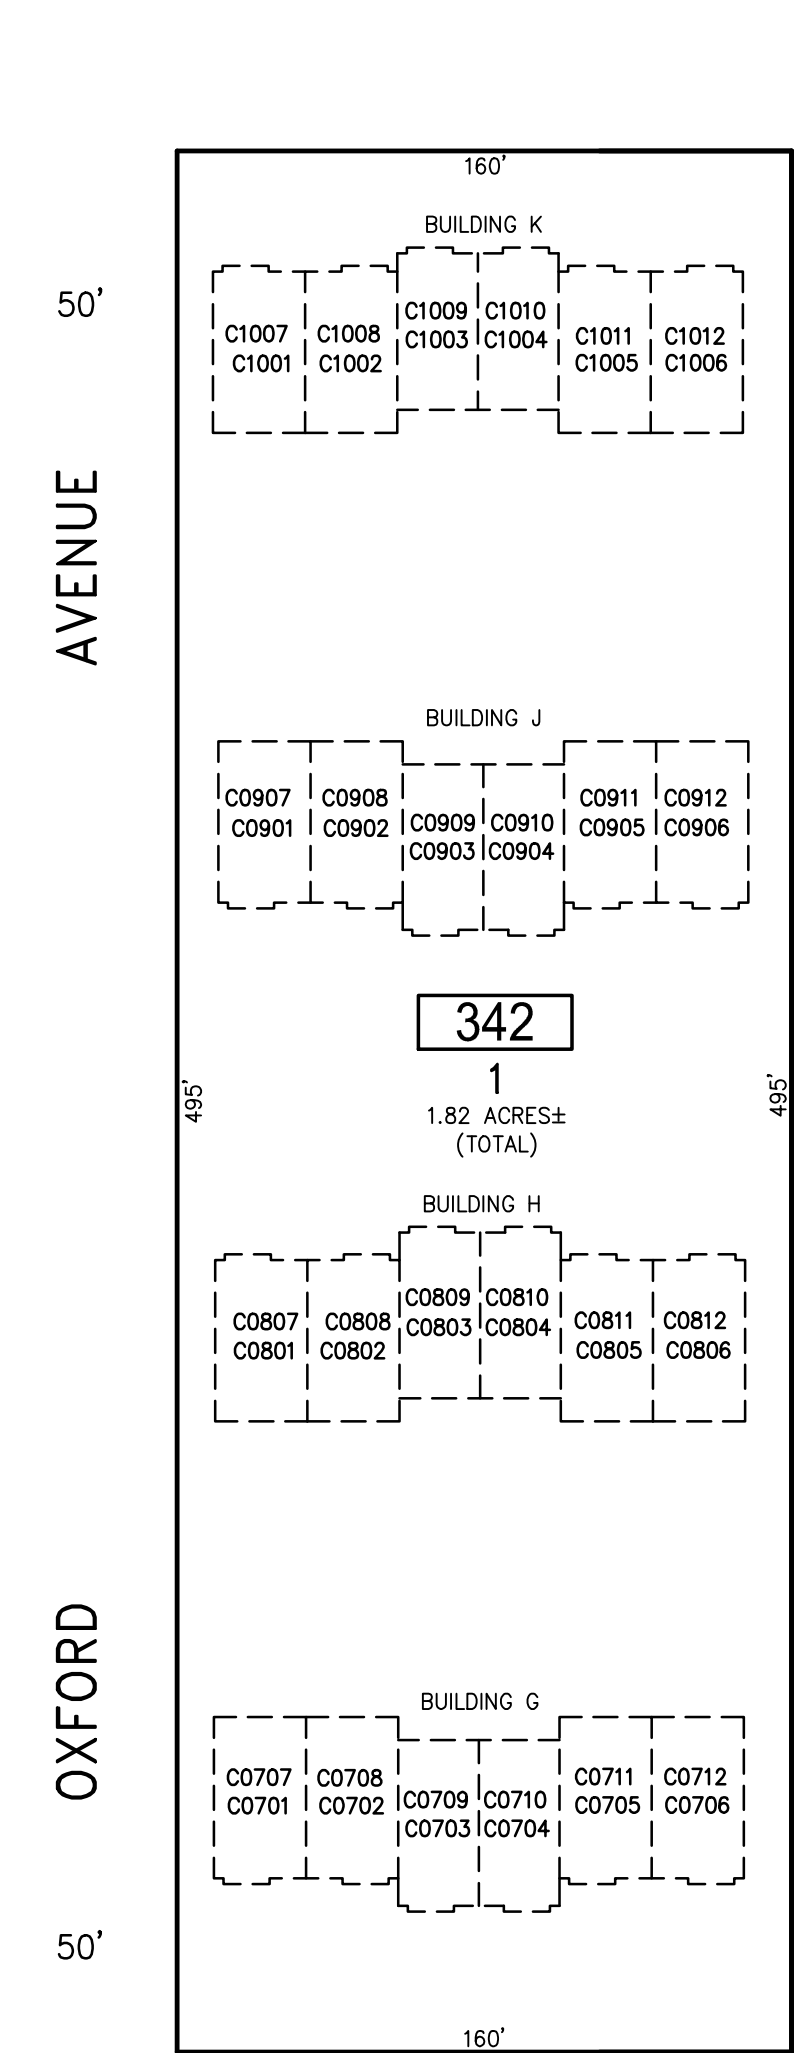 160'
BUILDING K
50'
C1007 C1008 C1009 C1010 C1011 C1012
C1001 C1002 C1003 C1004 C1005 C1006
AVENUE
BUILDING J
C0907 C0908 C0909 C0910 C0911 C0912
C0901 C0902 C0903 C0904 C0905 C0906
342
1
495'
495'
1.82 ACRES±
(TOTAL)
BUILDING H
C0807 C0808 C0809 C0810 C0811 C0812
C0801 C0802 C0803 C0804 C0805 C0806
OXFORD
BUILDING G
C0707 C0708 C0709 C0710 C0711 C0712
C0701 C0702 C0703 C0704 C0705 C0706
50'
160'